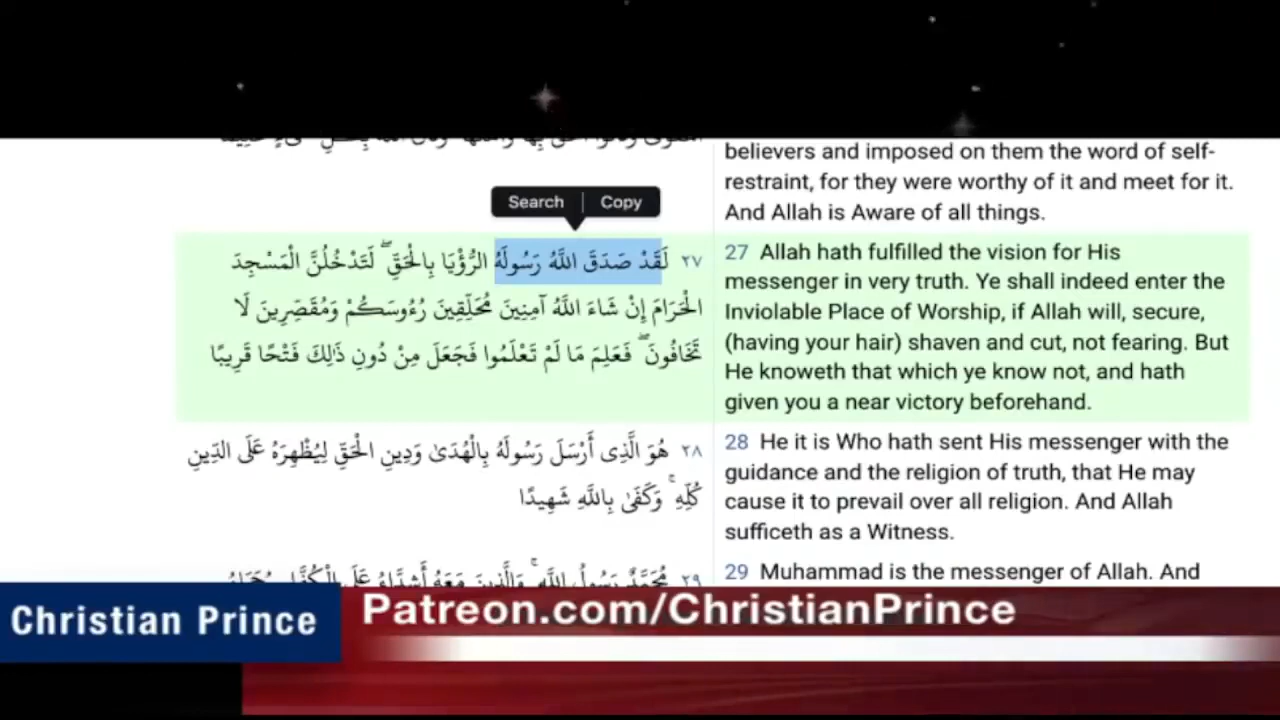 believers and imposed on them the word of self-
restraint, for they were worthy of it and meet for it.
And Allah is Aware of all things.
Search | Copy
٢٧ لَقَدْ صَدَقَ اللَّهُ رَسُولَهُ الرُّؤْيَا بِالْحَقِّ ۖ لَتَدْخُلُنَّ الْمَسْجِدَ
الْحَرَامَ إِنْ شَاءَ اللَّهُ آمِنِينَ مُحَلِّقِينَ رُءُوسَكُمْ وَمُقَصِّرِينَ لَا
تَخَافُونَ ۖ فَعَلِمَ مَا لَمْ تَعْلَمُوا فَجَعَلَ مِنْ دُونِ ذَٰلِكَ فَتْحًا قَرِيبًا
27 Allah hath fulfilled the vision for His
messenger in very truth. Ye shall indeed enter the
Inviolable Place of Worship, if Allah will, secure,
(having your hair) shaven and cut, not fearing. But
He knoweth that which ye know not, and hath
given you a near victory beforehand.
٢٨ هُوَ الَّذِي أَرْسَلَ رَسُولَهُ بِالْهُدَىٰ وَدِينِ الْحَقِّ لِيُظْهِرَهُ عَلَى الدِّينِ
كُلِّهِ ۚ وَكَفَىٰ بِاللَّهِ شَهِيدًا
28 He it is Who hath sent His messenger with the
guidance and the religion of truth, that He may
cause it to prevail over all religion. And Allah
sufficeth as a Witness.
٢٩ مُحَمَّدٌ رَسُولُ اللَّهِ ۚ وَالَّذِينَ مَعَهُ أَشِدَّاءُ عَلَى الْكُفَّارِ
29 Muhammad is the messenger of Allah. And
Christian Prince
Patreon.com/ChristianPrince